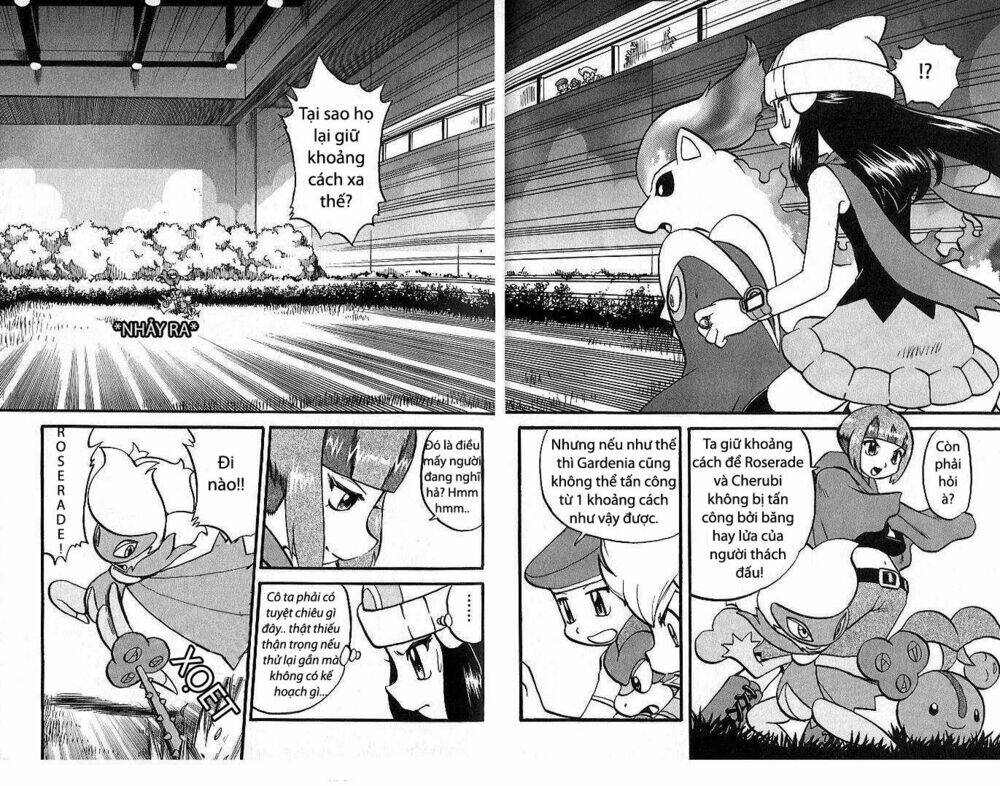 !?
Tại sao họ
lại giữ
khoảng
cách xa
thế?
*NHẢY RA*
Còn
phải
hỏi
à?
Ta giữ khoảng
cách để Roserade
và Cherubi
không bị tấn
công bởi băng
hay lửa của
người thách
đấu!
Nhưng nếu như thế
thì Gardenia cũng
không thể tấn công
từ 1 khoảng cách
như vậy được.
Đó là điều
mấy người
đang nghĩ
hả? Hmm
hmm..
........
Cô ta phải có
tuyệt chiêu gì
đây.. thật thiếu
thận trọng nếu
thử lại gần mà
không có kế
hoạch gì...
Đi
nào!!
ROSERADE!
XOẸT